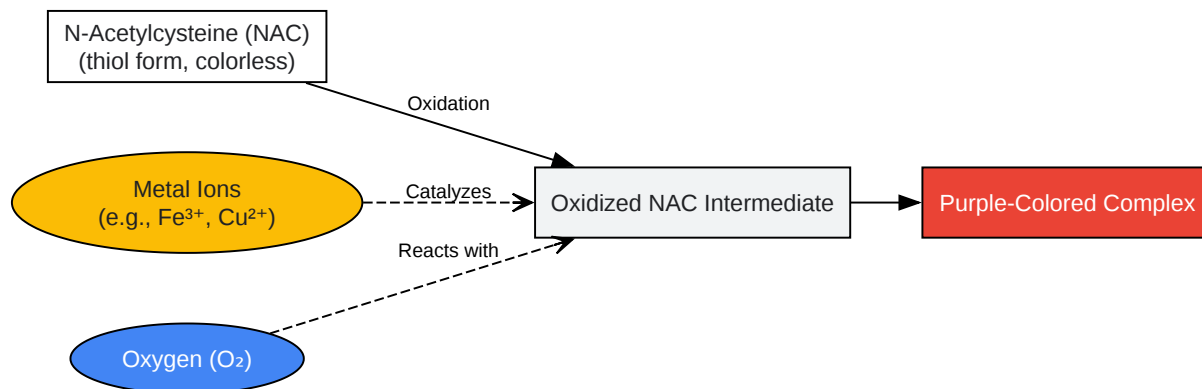 N-Acetylcysteine (NAC)
(thiol form, colorless)
Oxidation
Metal Ions
(e.g., Fe³⁺, Cu²⁺)
Catalyzes
Oxidized NAC Intermediate
Purple-Colored Complex
Reacts with
Oxygen (O₂)